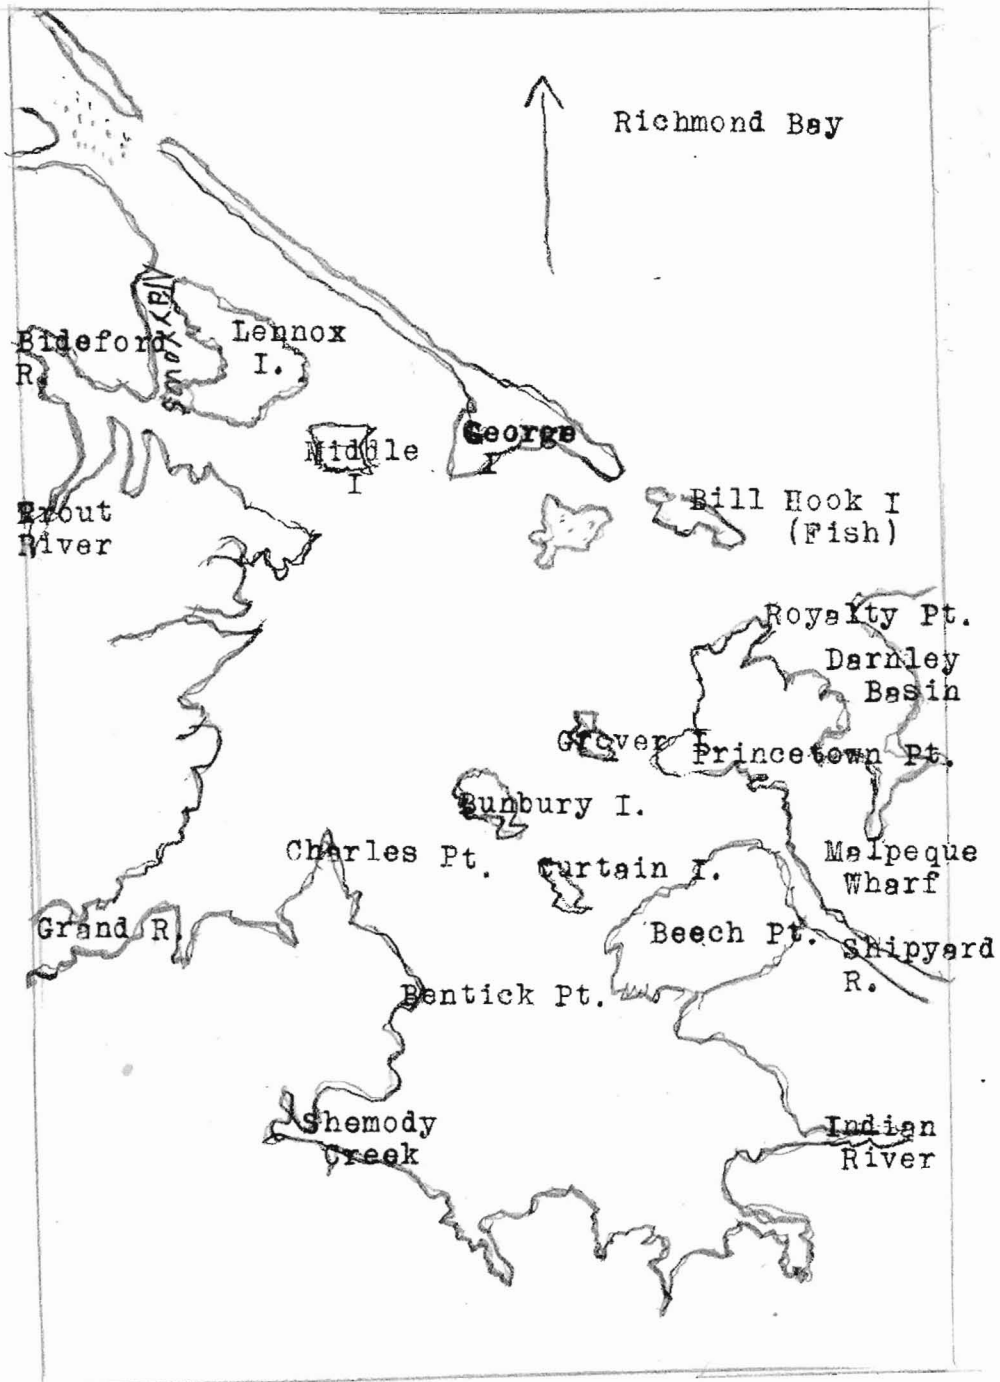 Richmond Bay
Narrows
Bideford
R.
Lennox
I.
Middle
I
George
I
Bill Hook I
(Fish)
Trout
River
Royalty Pt.
Darnley
Basin
Grover I.
Princetown Pt.
Bunbury I.
Charles Pt.
Curtain I.
Malpeque
Wharf
Grand R.
Beech Pt.
Shipyard
R.
Bentick Pt.
Shemody
Creek
Indian
River